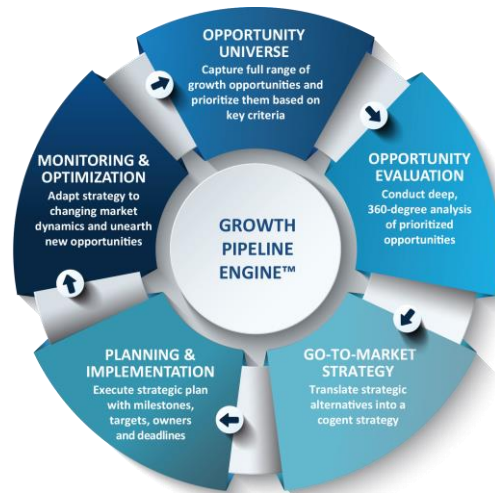 OPPORTUNITY
UNIVERSE
Capture full range of
growth opportunities and
prioritize them based on
key criteria
OPPORTUNITY
EVALUATION
Conduct deep,
360-degree analysis
of prioritized
opportunities
GO-TO-MARKET
STRATEGY
Translate strategic
alternatives into a
cogent strategy
PLANNING &
IMPLEMENTATION
Execute strategic plan
with milestones,
targets, owners
and deadlines
MONITORING &
OPTIMIZATION
Adapt strategy to
changing market
dynamics and unearth
new opportunities
GROWTH
PIPELINE
ENGINE™